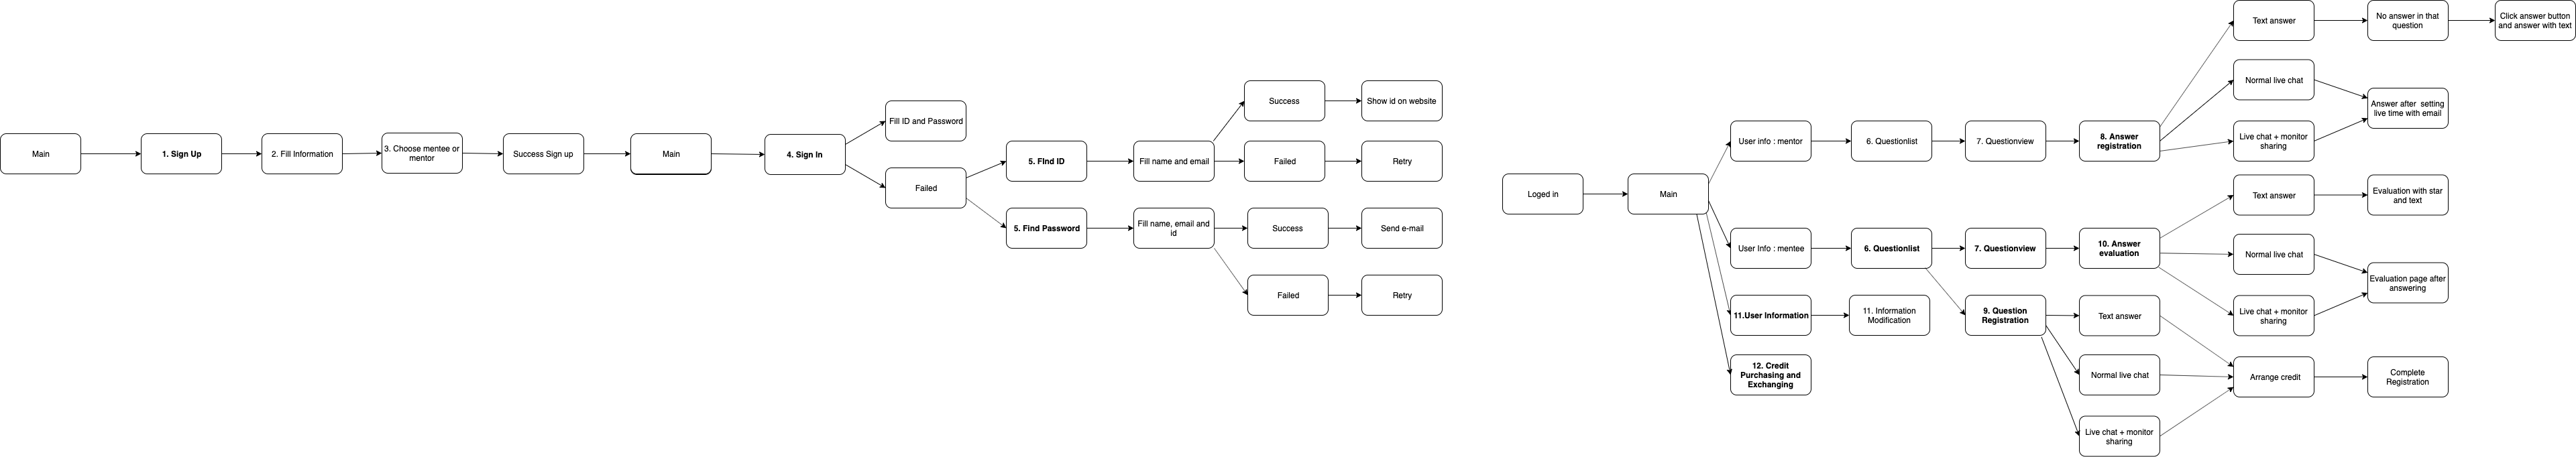 Main
1. Sign Up
2. Fill Information
3. Choose mentee or
mentor
Success Sign up
Main
4. Sign In
Fill ID and Password
Failed
5. FInd ID
Fill name and email
Success
Show id on website
Failed
Retry
5. Find Password
Fill name, email and
id
Success
Send e-mail
Failed
Retry
Loged in
Main
User info : mentor
6. Questionlist
7. Questionview
8. Answer
registration
Text answer
No answer in that
question
Click answer button
and answer with text
Normal live chat
Live chat + monitor
sharing
Answer after setting
live time with email
User Info : mentee
6. Questionlist
7. Questionview
10. Answer
evaluation
Text answer
Evaluation with star
and text
Normal live chat
Live chat + monitor
sharing
Evaluation page after
answering
9. Question
Registration
Text answer
Normal live chat
Live chat + monitor
sharing
Arrange credit
Complete
Registration
11.User Information
11. Information
Modification
12. Credit
Purchasing and
Exchanging